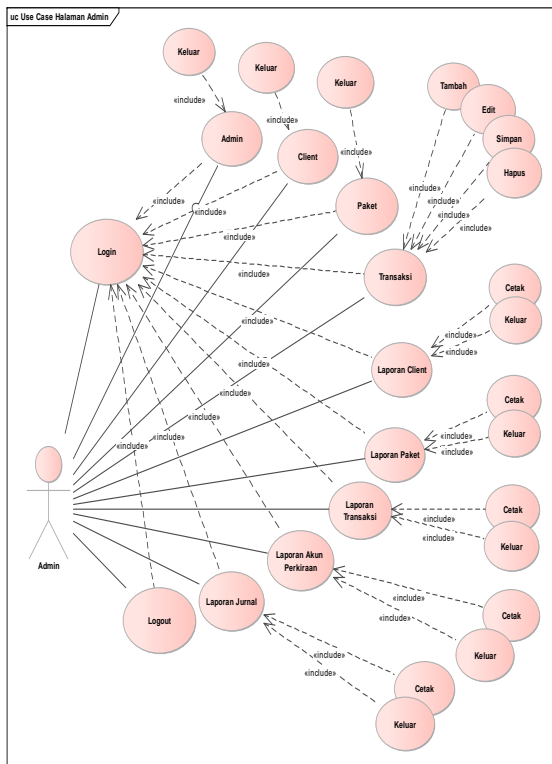 uc Use Case Halaman Admin
Keluar
Keluar
Keluar
Tambah
Edit
Simpan
Hapus
«include»
«include»
«include»
Admin
Client
Paket
«include»
«include»
«include»
«include»
«include»
«include»
«include»
«include»
Login
Transaksi
«include»
Cetak
«include»
Keluar
«include»
Laporan Client
«include»
«include»
Cetak
Laporan Paket
«include»
Keluar
«include»
«include»
«include»
«include»
Laporan
Transaksi
Cetak
«include»
Keluar
«include»
Admin
Laporan Akun
Perkiraan
Laporan Jurnal
Logout
«include»
Cetak
«include»
Keluar
«include»
«include»
Cetak
Keluar